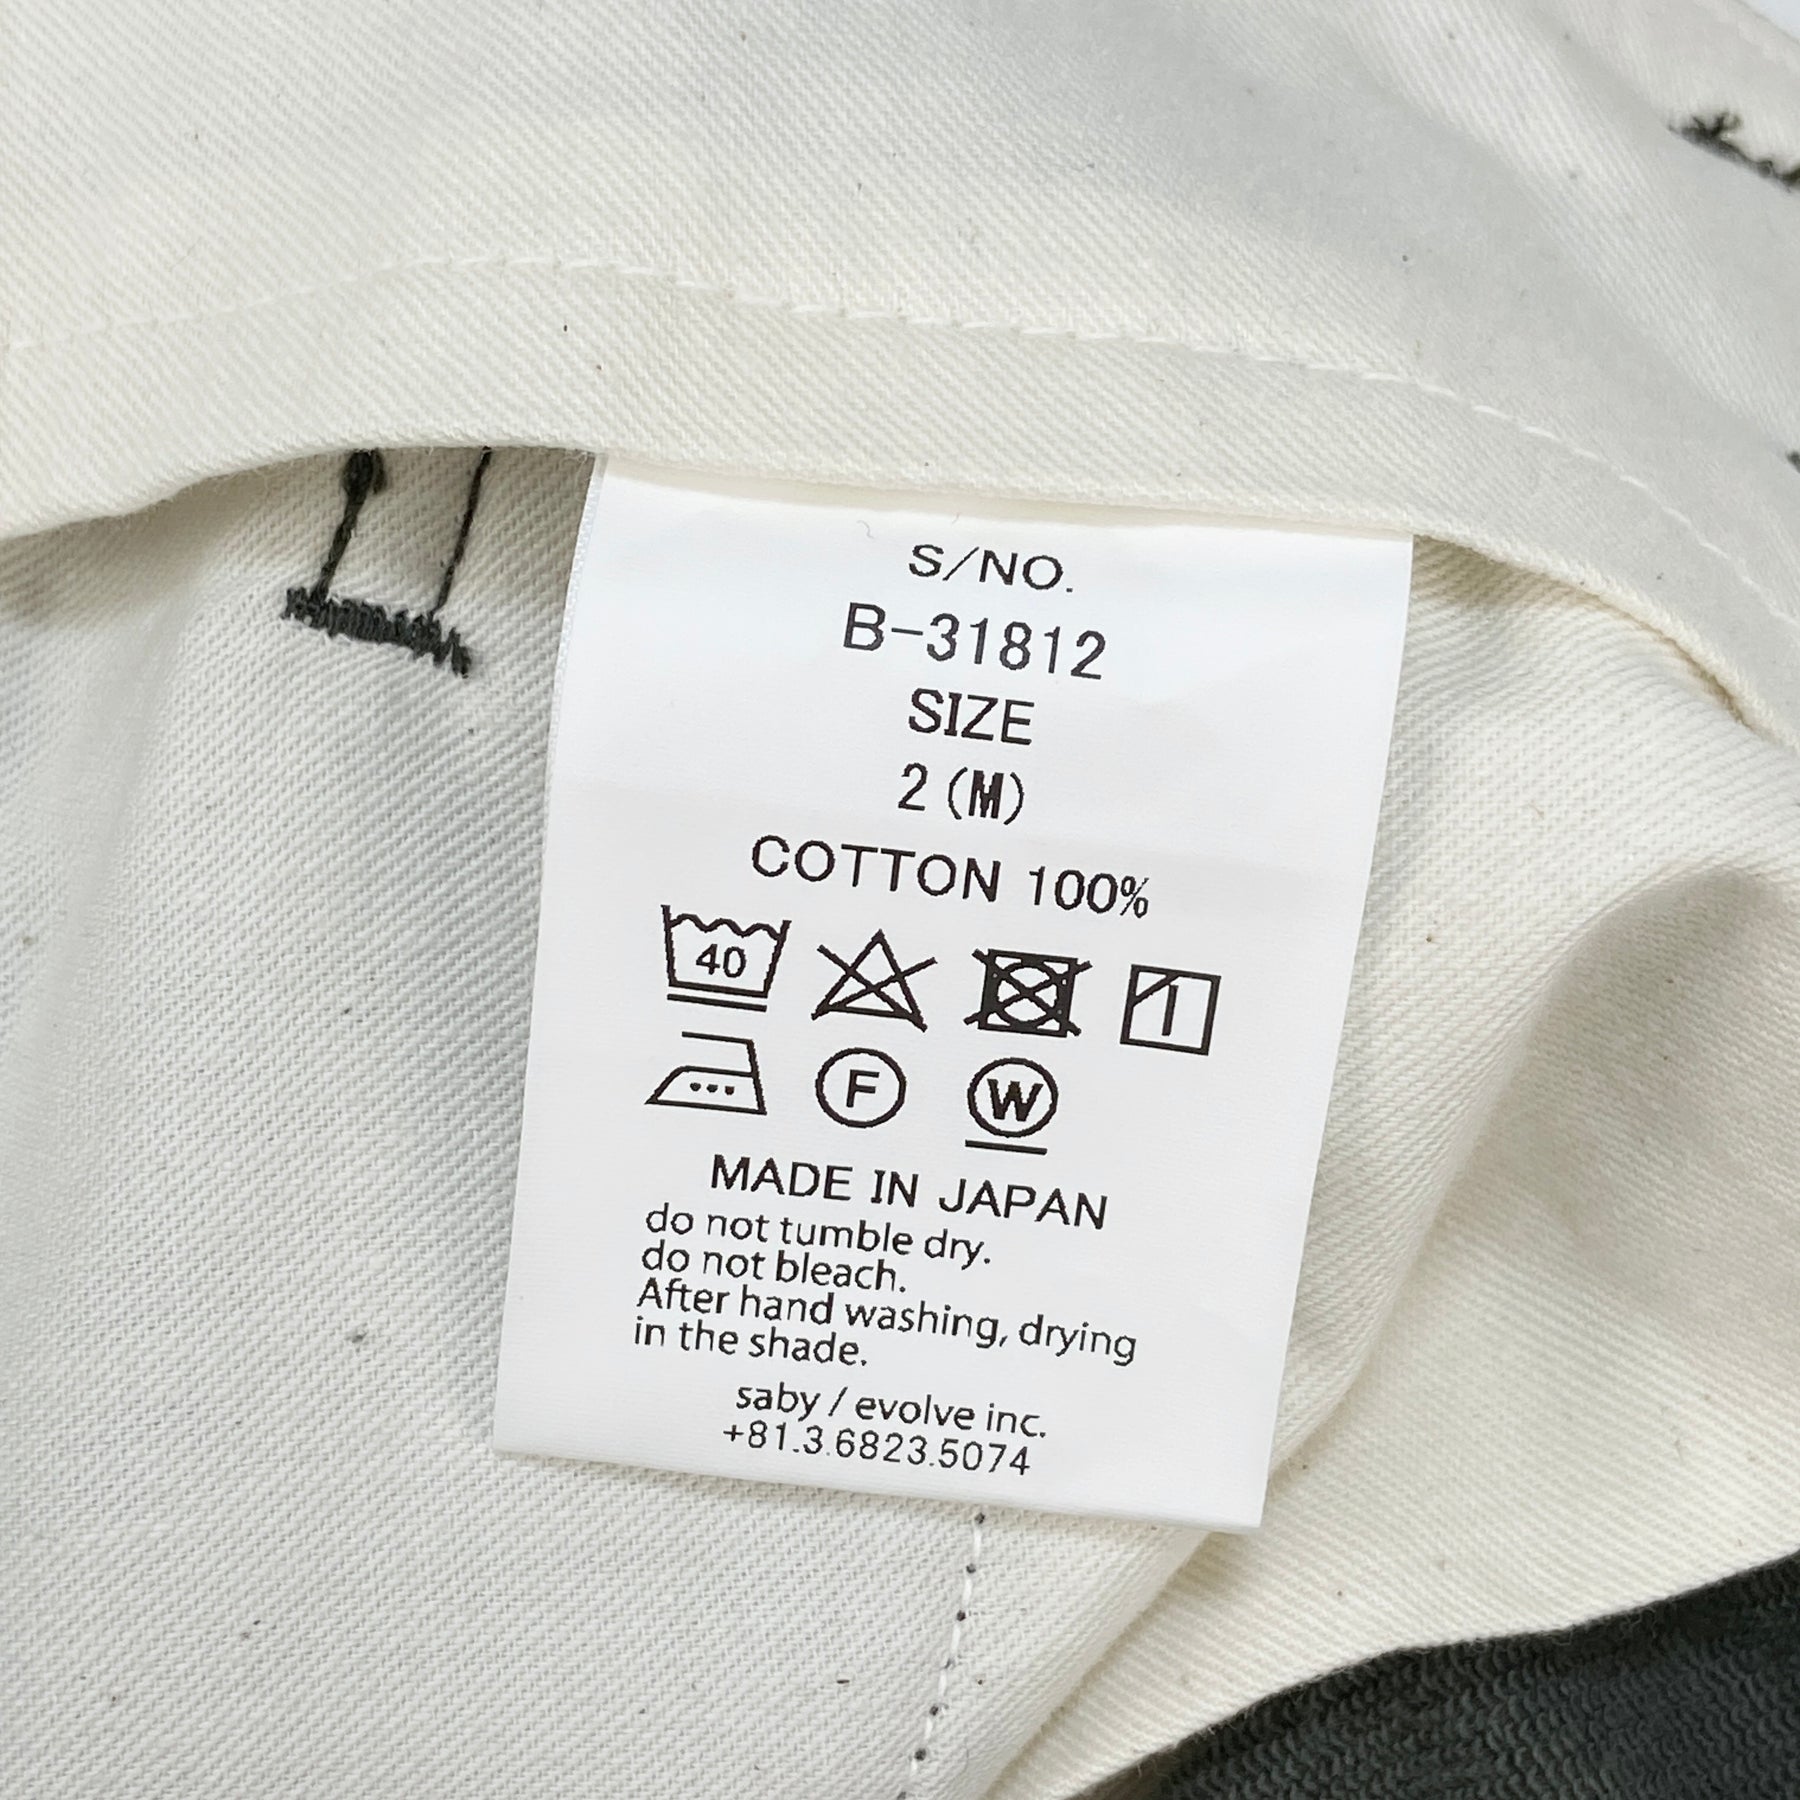 S/NO.
B-31812
SIZE
2 (M)
COTTON 100%
40
F W
MADE IN JAPAN
do not tumble dry.
do not bleach.
After hand washing, drying
in the shade.
saby / evolve inc.
+81.3.6823.5074